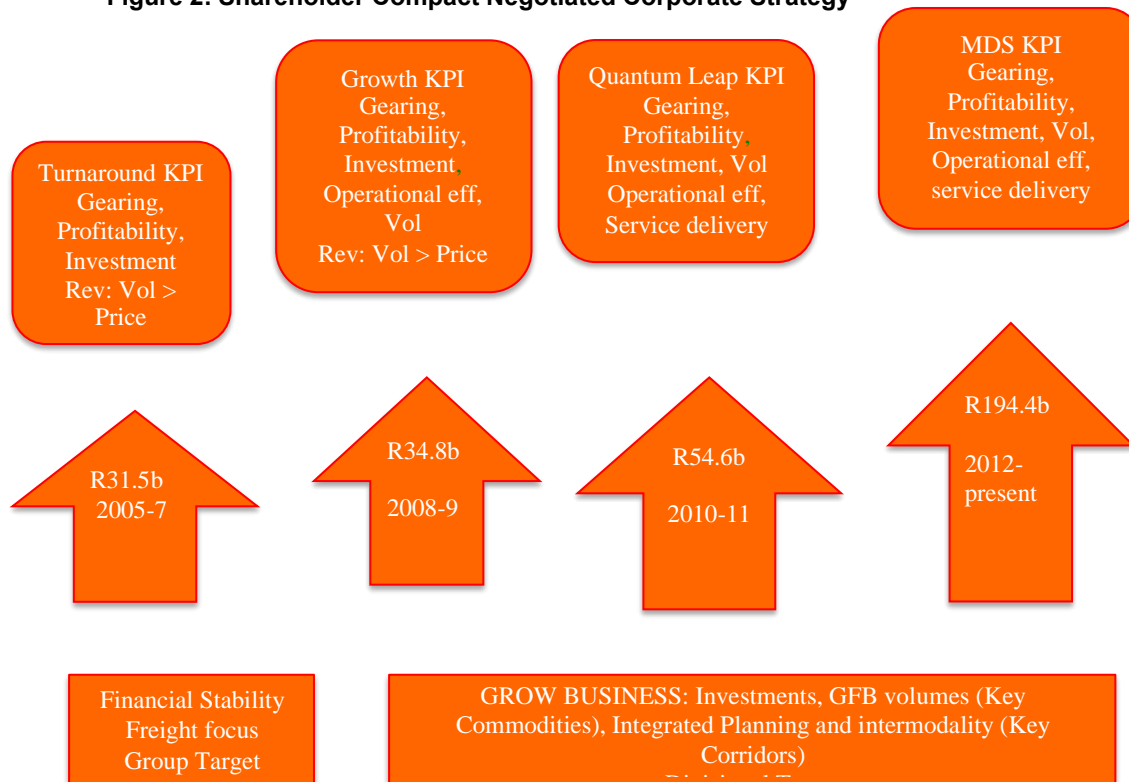 Figure 2: Shareholder Compact Negotiated Corporate Strategy
Turnaround KPI
Gearing,
Profitability,
Investment
Rev: Vol >
Price
Growth KPI
Gearing,
Profitability,
Investment,
Operational eff,
Vol
Rev: Vol > Price
Quantum Leap KPI
Gearing,
Profitability,
Investment, Vol
Operational eff,
Service delivery
MDS KPI
Gearing,
Profitability,
Investment, Vol,
Operational eff,
service delivery
R31.5b
2005-7
R34.8b
2008-9
R54.6b
2010-11
R194.4b
2012-
present
Financial Stability
Freight focus
Group Target
GROW BUSINESS: Investments, GFB volumes (Key
Commodities), Integrated Planning and intermodality (Key
Corridors)